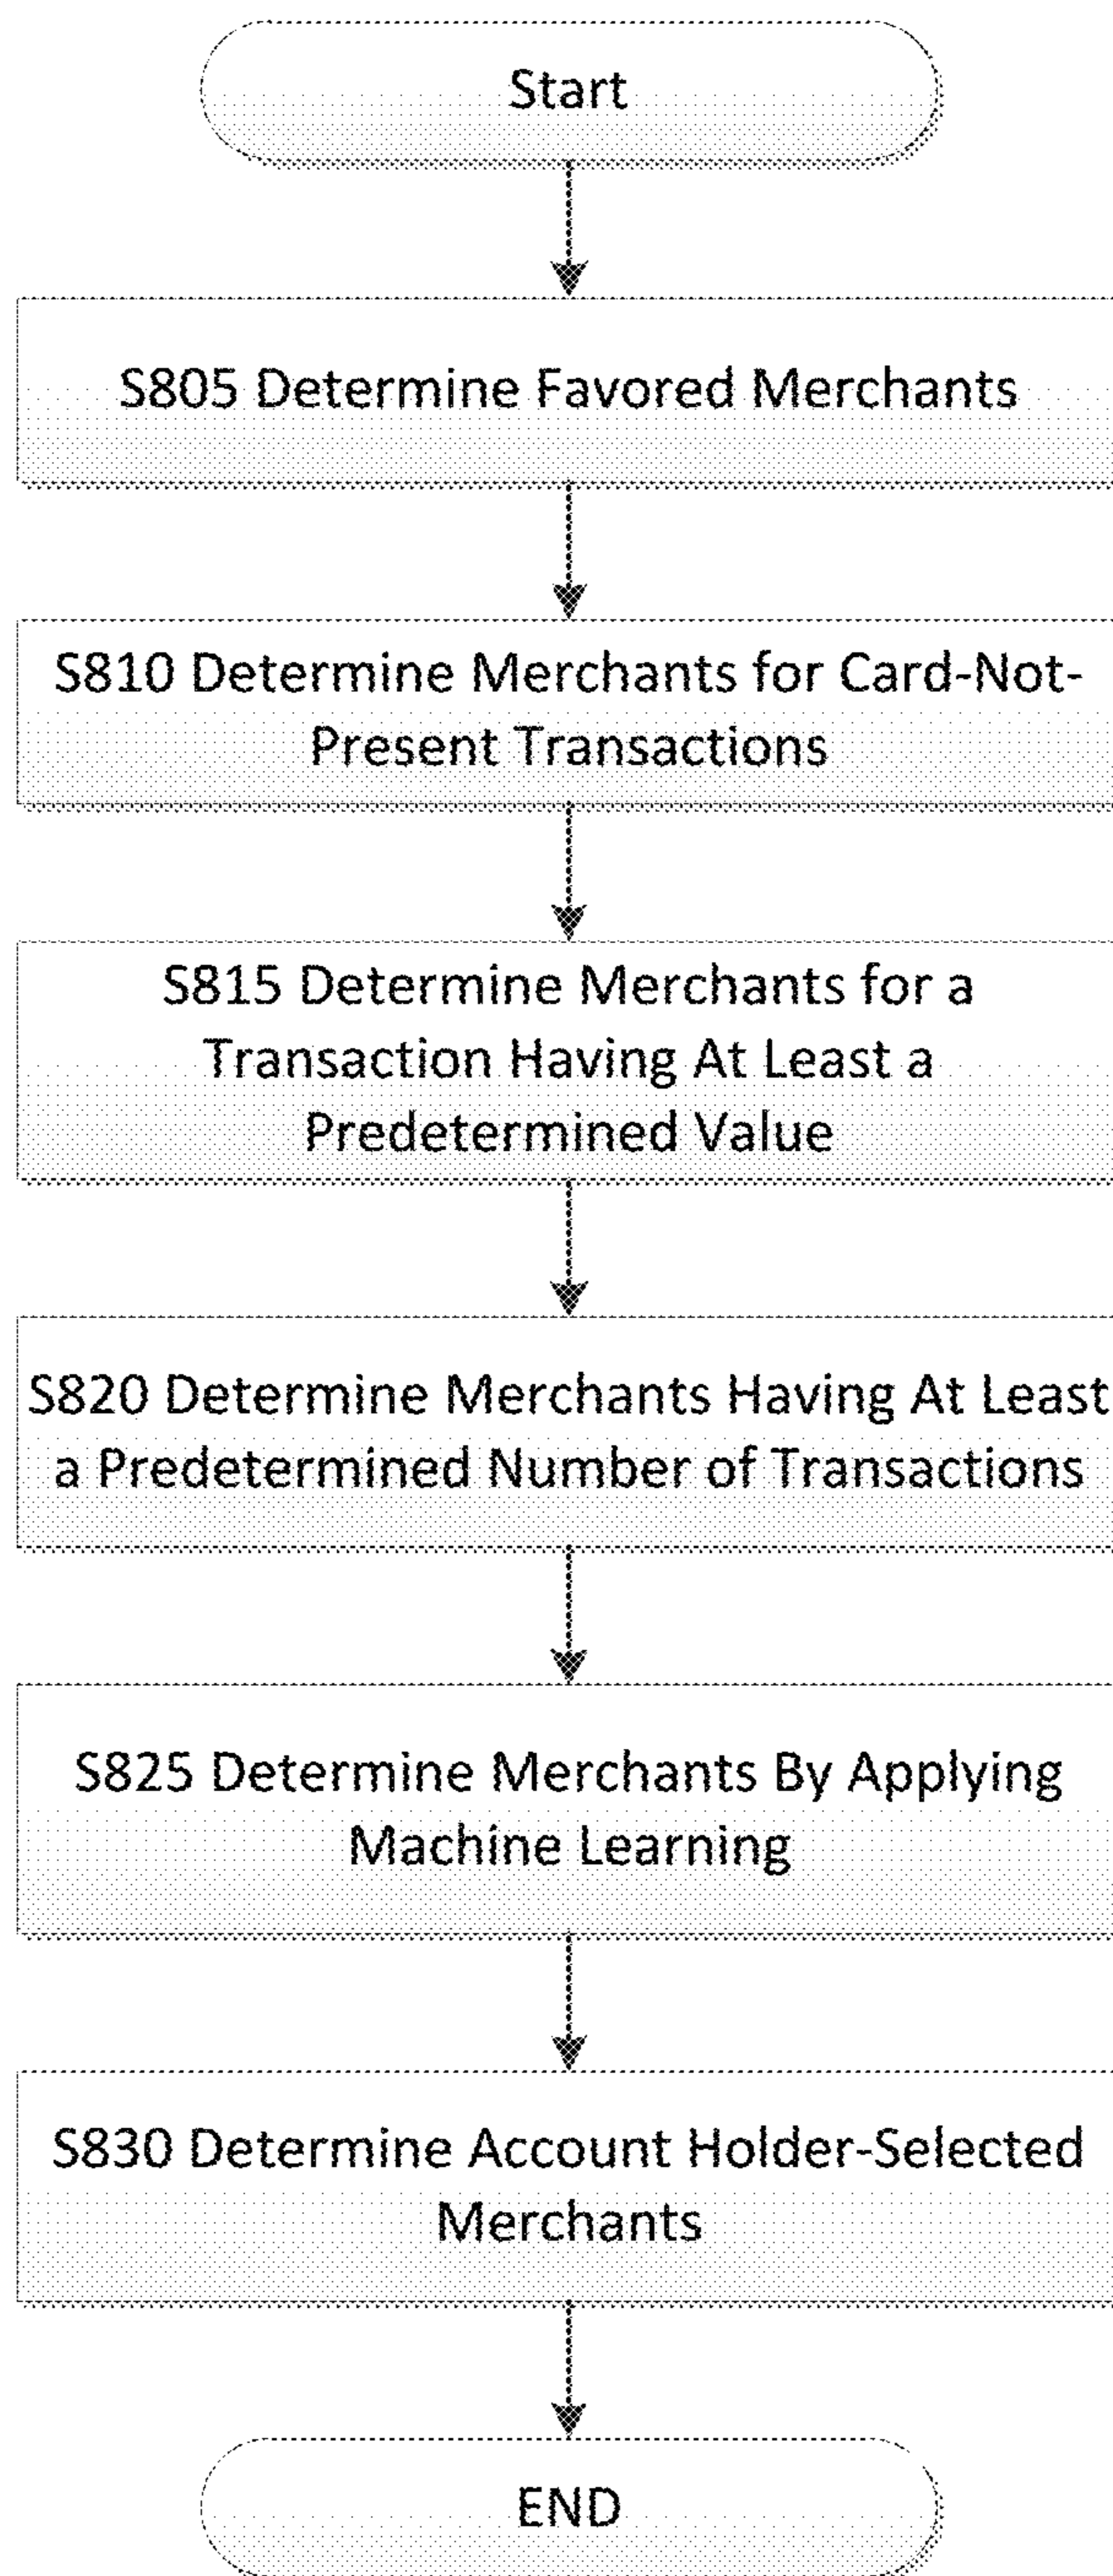 Start
S805 Determine Favored Merchants
S810 Determine Merchants for Card-Not-
Present Transactions
S815 Determine Merchants for a
Transaction Having At Least a
Predetermined Value
S820 Determine Merchants Having At Least
a Predetermined Number of Transactions
S825 Determine Merchants By Applying
Machine Learning
S830 Determine Account Holder-Selected
Merchants
END